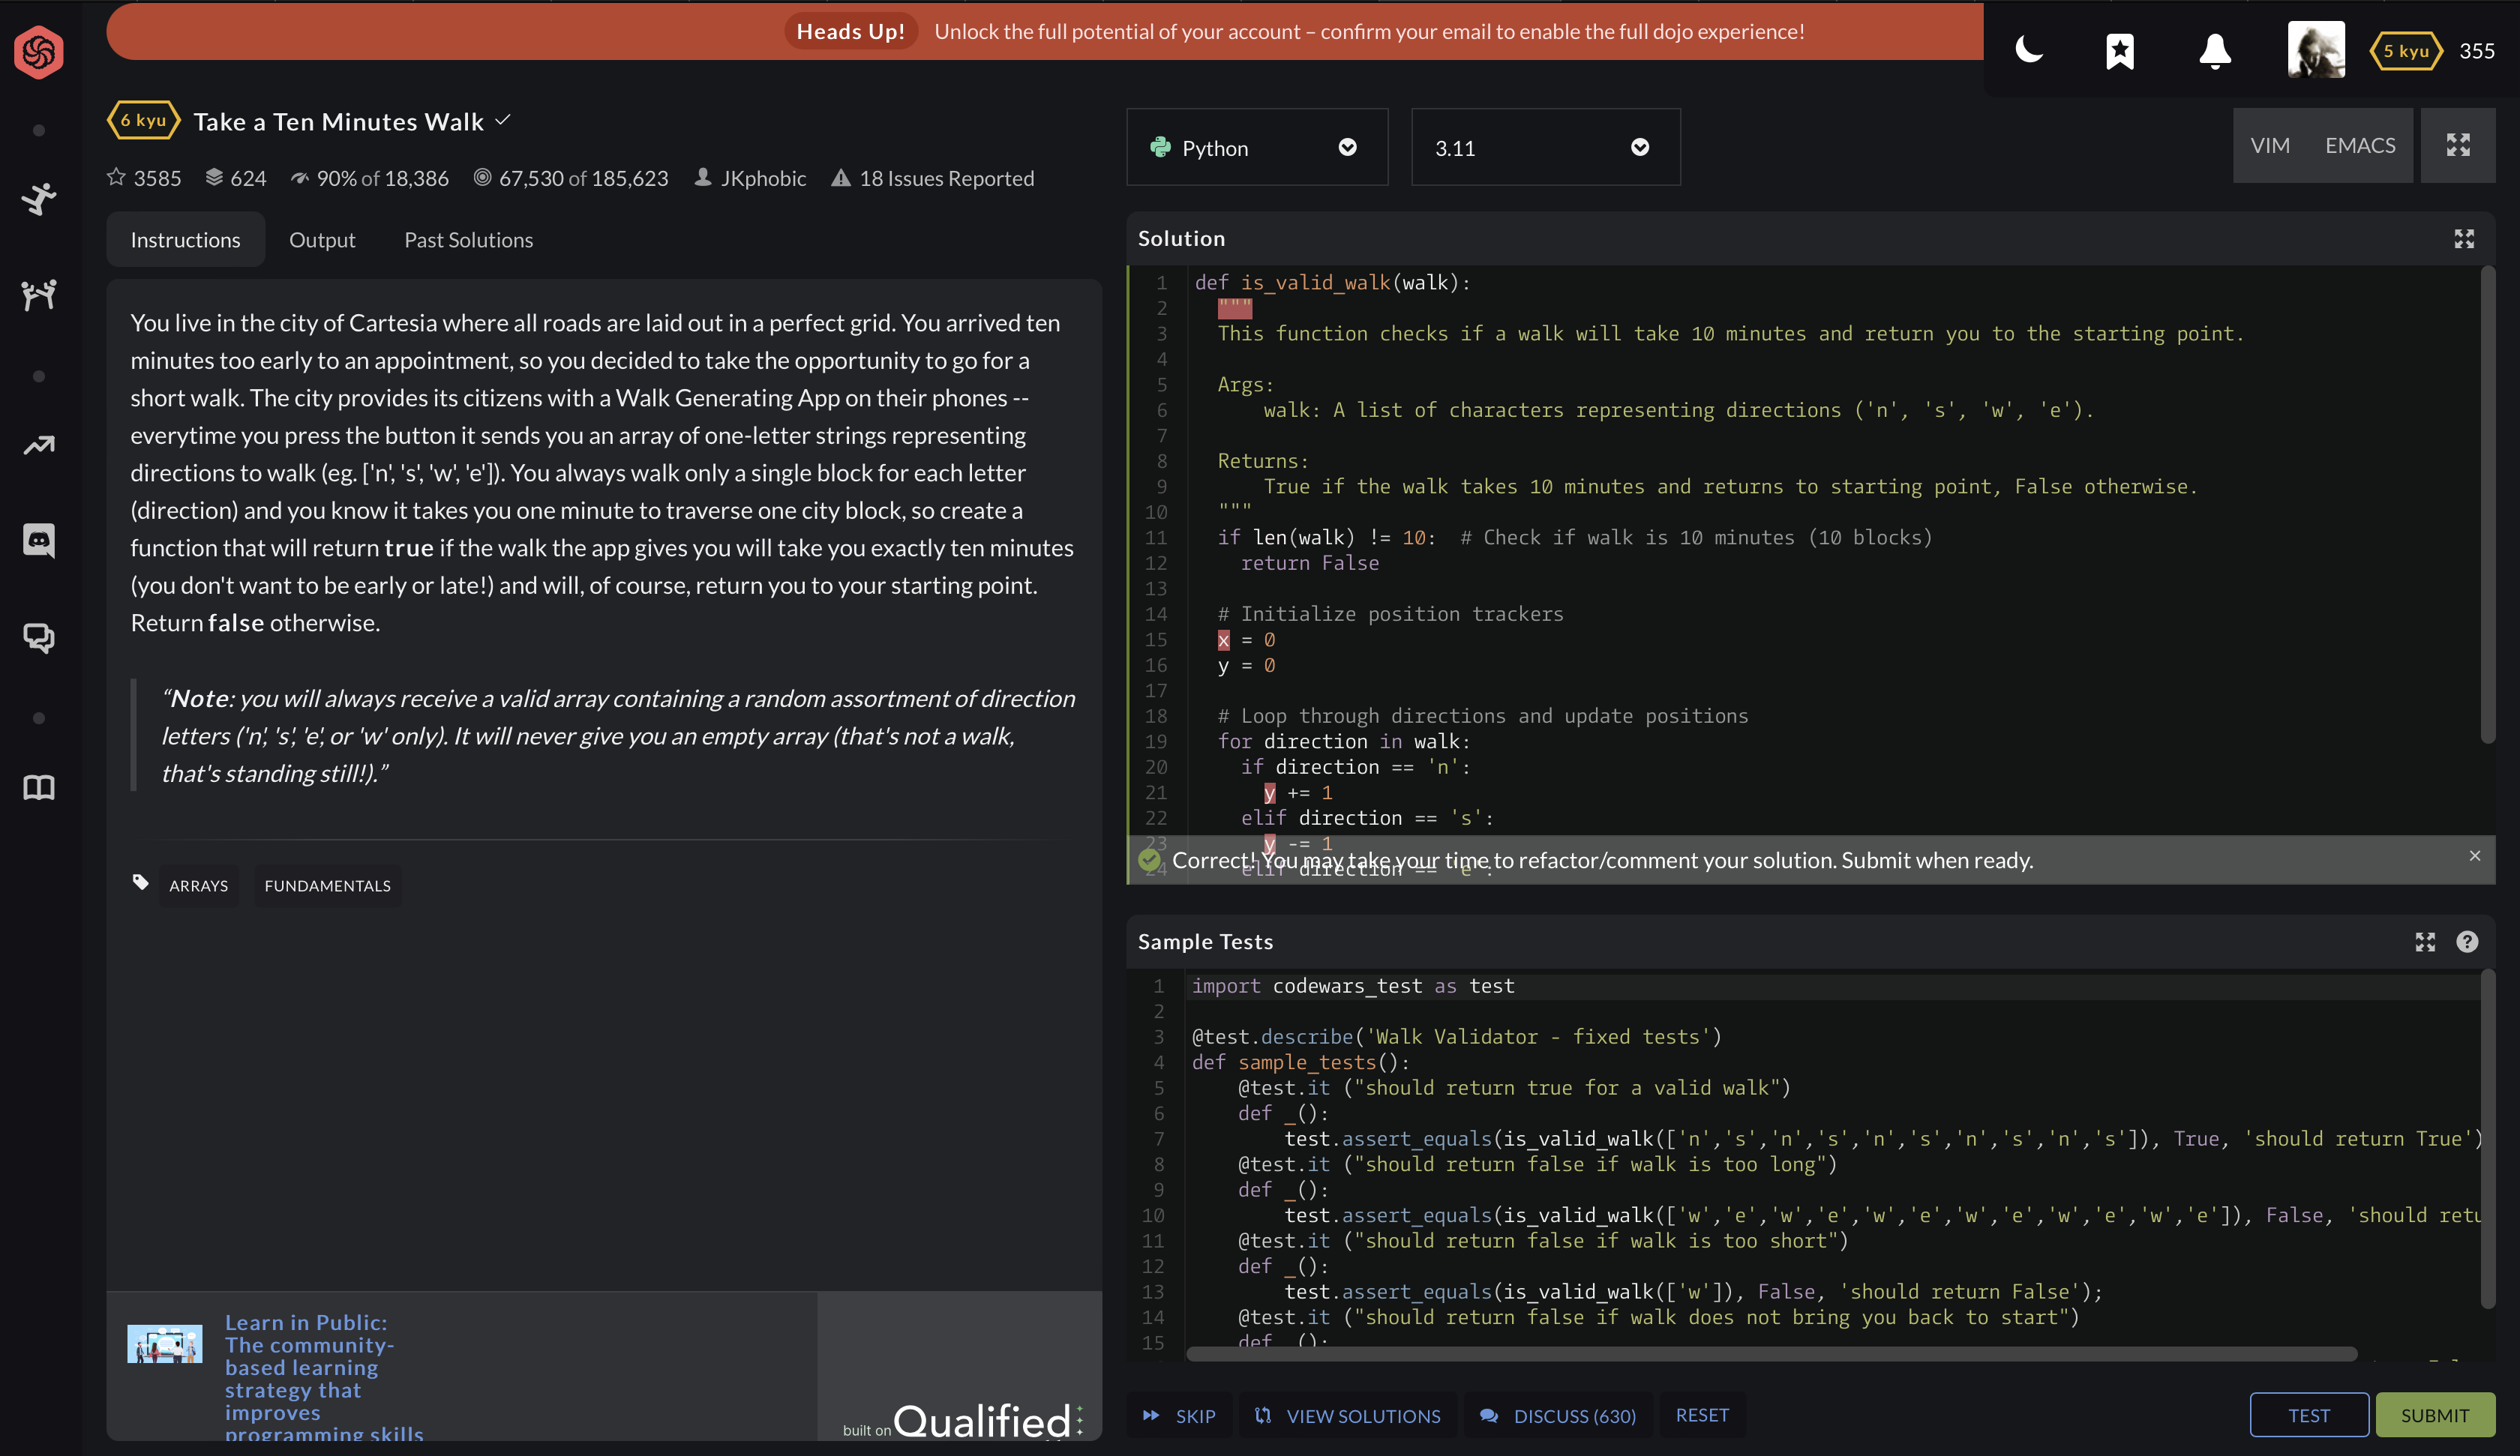 Heads Up! Unlock the full potential of your account – confirm your email to enable the full dojo experience!
5 kyu 355
6 kyu Take a Ten Minutes Walk
3585 624 90% of 18,386 67,530 of 185,623 JKphobic 18 Issues Reported
Instructions Output Past Solutions
You live in the city of Cartesia where all roads are laid out in a perfect grid. You arrived ten
minutes too early to an appointment, so you decided to take the opportunity to go for a
short walk. The city provides its citizens with a Walk Generating App on their phones --
everytime you press the button it sends you an array of one-letter strings representing
directions to walk (eg. ['n', 's', 'w', 'e']). You always walk only a single block for each letter
(direction) and you know it takes you one minute to traverse one city block, so create a
function that will return true if the walk the app gives you will take you exactly ten minutes
(you don't want to be early or late!) and will, of course, return you to your starting point.
Return false otherwise.
“Note: you will always receive a valid array containing a random assortment of direction
letters ('n', 's', 'e', or 'w' only). It will never give you an empty array (that's not a walk,
that's standing still!).”
ARRAYS FUNDAMENTALS
Learn in Public:
The community-
based learning
strategy that
improves
programming skills
built on Qualified
Python 3.11 VIM EMACS
Solution
1 def is_valid_walk(walk):
2 """
3 This function checks if a walk will take 10 minutes and return you to the starting point.
4
5 Args:
6 walk: A list of characters representing directions ('n', 's', 'w', 'e').
7
8 Returns:
9 True if the walk takes 10 minutes and returns to starting point, False otherwise.
10 """
11 if len(walk) != 10: # Check if walk is 10 minutes (10 blocks)
12 return False
13
14 # Initialize position trackers
15 x = 0
16 y = 0
17
18 # Loop through directions and update positions
19 for direction in walk:
20 if direction == 'n':
21 y += 1
22 elif direction == 's':
23 y -= 1
24 elif direction == 'e':
Correct! You may take your time to refactor/comment your solution. Submit when ready.
Sample Tests
1 import codewars_test as test
2
3 @test.describe('Walk Validator - fixed tests')
4 def sample_tests():
5 @test.it ("should return true for a valid walk")
6 def _():
7 test.assert_equals(is_valid_walk(['n','s','n','s','n','s','n','s','n','s']), True, 'should return True')
8 @test.it ("should return false if walk is too long")
9 def _():
10 test.assert_equals(is_valid_walk(['w','e','w','e','w','e','w','e','w','e','w','e']), False, 'should retu
11 @test.it ("should return false if walk is too short")
12 def _():
13 test.assert_equals(is_valid_walk(['w']), False, 'should return False');
14 @test.it ("should return false if walk does not bring you back to start")
15 def _():
SKIP VIEW SOLUTIONS DISCUSS (630) RESET TEST SUBMIT